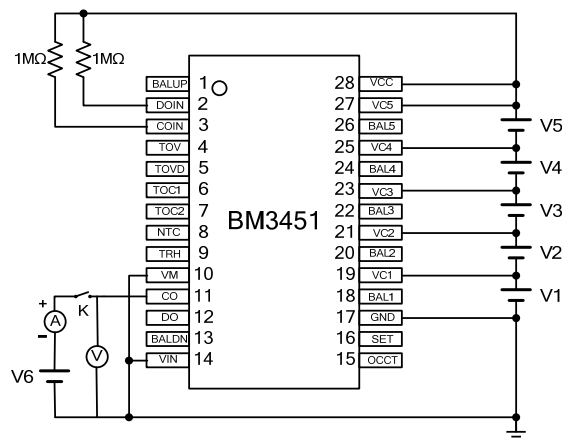 1MΩ 1MΩ
BALUP 1 28 VCC
DOIN 2 27 VC5
COIN 3 26 BAL5 V5
TOV 4 25 VC4
TOVD 5 24 BAL4 V4
TOC1 6 23 VC3
TOC2 7 BM3451 22 BAL3 V3
NTC 8 21 VC2
TRH 9 20 BAL2 V2
VM 10 19 VC1
+ K CO 11 18 BAL1 V1
A DO 12 17 GND
- BALDN 13 16 SET
V6 V VIN 14 15 OCCT